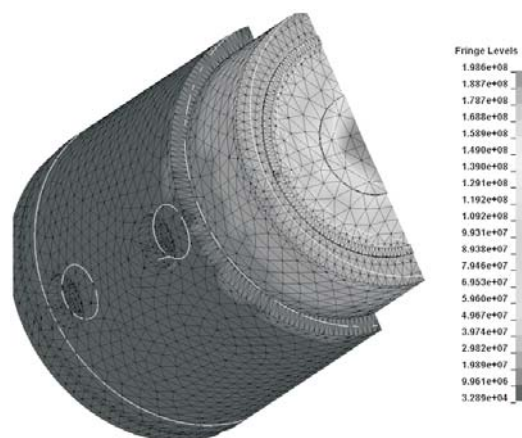 Fringe Levels
1.986e+08
1.887e+08
1.787e+08
1.688e+08
1.589e+08
1.490e+08
1.390e+08
1.291e+08
1.192e+08
1.092e+08
9.931e+07
8.938e+07
7.946e+07
6.953e+07
5.960e+07
4.967e+07
3.974e+07
2.982e+07
1.989e+07
9.961e+06
3.289e+04